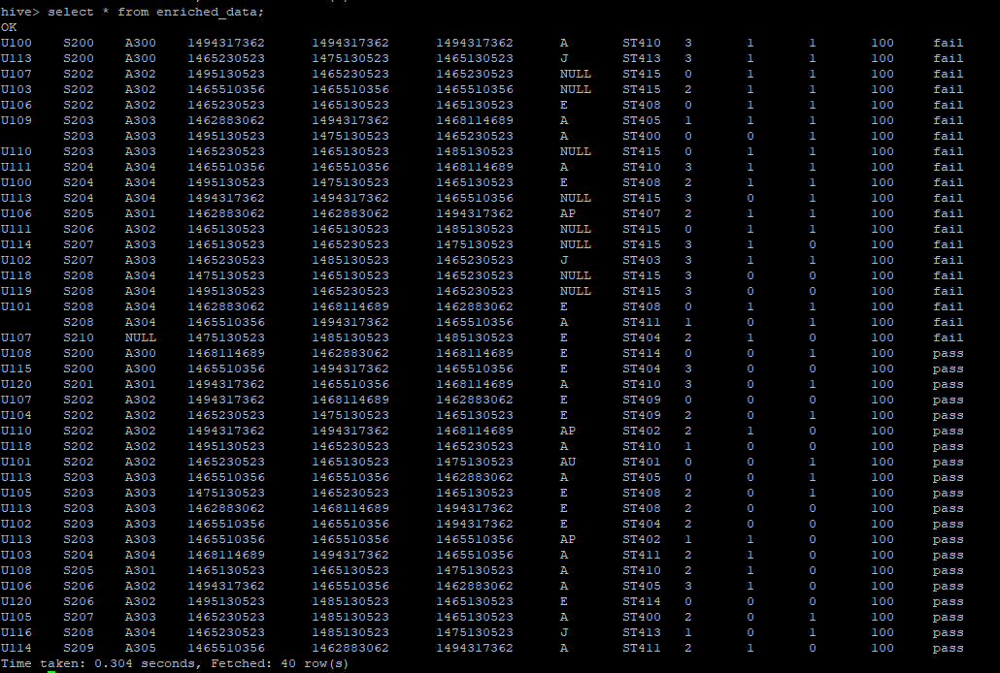 hive> select * from enriched_data;
OK
U100 S200 A300 1494317362 1494317362 1494317362 A ST410 3 1 1 100 fail
U113 S200 A300 1465230523 1475130523 1465130523 J ST413 3 1 1 100 fail
U107 S202 A302 1495130523 1465230523 1465230523 NULL ST415 0 1 1 100 fail
U103 S202 A302 1465510356 1465510356 1465510356 NULL ST415 2 1 1 100 fail
U106 S202 A302 1465230523 1465130523 1465130523 E ST408 0 1 1 100 fail
U109 S203 A303 1462883062 1494317362 1468114689 A ST405 1 1 1 100 fail
S203 A303 1495130523 1475130523 1465230523 A ST400 0 0 1 100 fail
U110 S203 A303 1465230523 1465130523 1485130523 NULL ST415 0 1 1 100 fail
U111 S204 A304 1465510356 1465510356 1468114689 A ST410 3 1 1 100 fail
U100 S204 A304 1495130523 1475130523 1465130523 E ST408 2 1 1 100 fail
U113 S204 A304 1494317362 1494317362 1465510356 NULL ST415 3 0 1 100 fail
U106 S205 A301 1462883062 1462883062 1494317362 AP ST407 2 1 1 100 fail
U111 S206 A302 1465130523 1465130523 1485130523 NULL ST415 0 1 1 100 fail
U114 S207 A303 1465130523 1465230523 1475130523 NULL ST415 3 1 0 100 fail
U102 S207 A303 1465230523 1485130523 1465230523 J ST403 3 1 1 100 fail
U118 S208 A304 1475130523 1465130523 1465230523 NULL ST415 3 0 0 100 fail
U119 S208 A304 1495130523 1465230523 1465230523 NULL ST415 3 0 0 100 fail
U101 S208 A304 1462883062 1468114689 1462883062 E ST408 0 1 1 100 fail
S208 A304 1465510356 1494317362 1465510356 A ST411 1 0 1 100 fail
U107 S210 NULL 1475130523 1485130523 1485130523 E ST404 2 1 0 100 fail
U108 S200 A300 1468114689 1462883062 1468114689 E ST414 0 0 1 100 pass
U115 S200 A300 1465510356 1494317362 1465510356 E ST404 3 0 0 100 pass
U120 S201 A301 1494317362 1465510356 1468114689 A ST410 3 0 1 100 pass
U107 S202 A302 1494317362 1468114689 1462883062 E ST409 0 0 0 100 pass
U104 S202 A302 1465230523 1475130523 1465130523 E ST409 2 0 1 100 pass
U110 S202 A302 1494317362 1494317362 1468114689 AP ST402 2 1 0 100 pass
U118 S202 A302 1495130523 1465230523 1465230523 A ST410 1 0 0 100 pass
U101 S202 A302 1465230523 1465130523 1475130523 AU ST401 0 0 1 100 pass
U113 S203 A303 1465510356 1465510356 1462883062 A ST405 0 0 1 100 pass
U105 S203 A303 1475130523 1465230523 1465130523 E ST408 2 0 1 100 pass
U113 S203 A303 1462883062 1468114689 1494317362 E ST408 2 0 0 100 pass
U102 S203 A303 1465510356 1465510356 1494317362 E ST404 2 0 0 100 pass
U113 S203 A303 1465510356 1465510356 1465510356 AP ST402 1 1 0 100 pass
U103 S204 A304 1468114689 1494317362 1465510356 A ST411 2 1 0 100 pass
U108 S205 A301 1465130523 1465130523 1475130523 A ST410 2 1 0 100 pass
U106 S206 A302 1494317362 1465510356 1462883062 A ST405 3 1 0 100 pass
U120 S206 A302 1495130523 1485130523 1465130523 E ST414 0 0 0 100 pass
U105 S207 A303 1465230523 1485130523 1465130523 A ST400 2 0 1 100 pass
U116 S208 A304 1465230523 1485130523 1475130523 J ST413 1 0 1 100 pass
U114 S209 A305 1465510356 1462883062 1494317362 A ST411 2 1 0 100 pass
Time taken: 0.304 seconds, Fetched: 40 row(s)